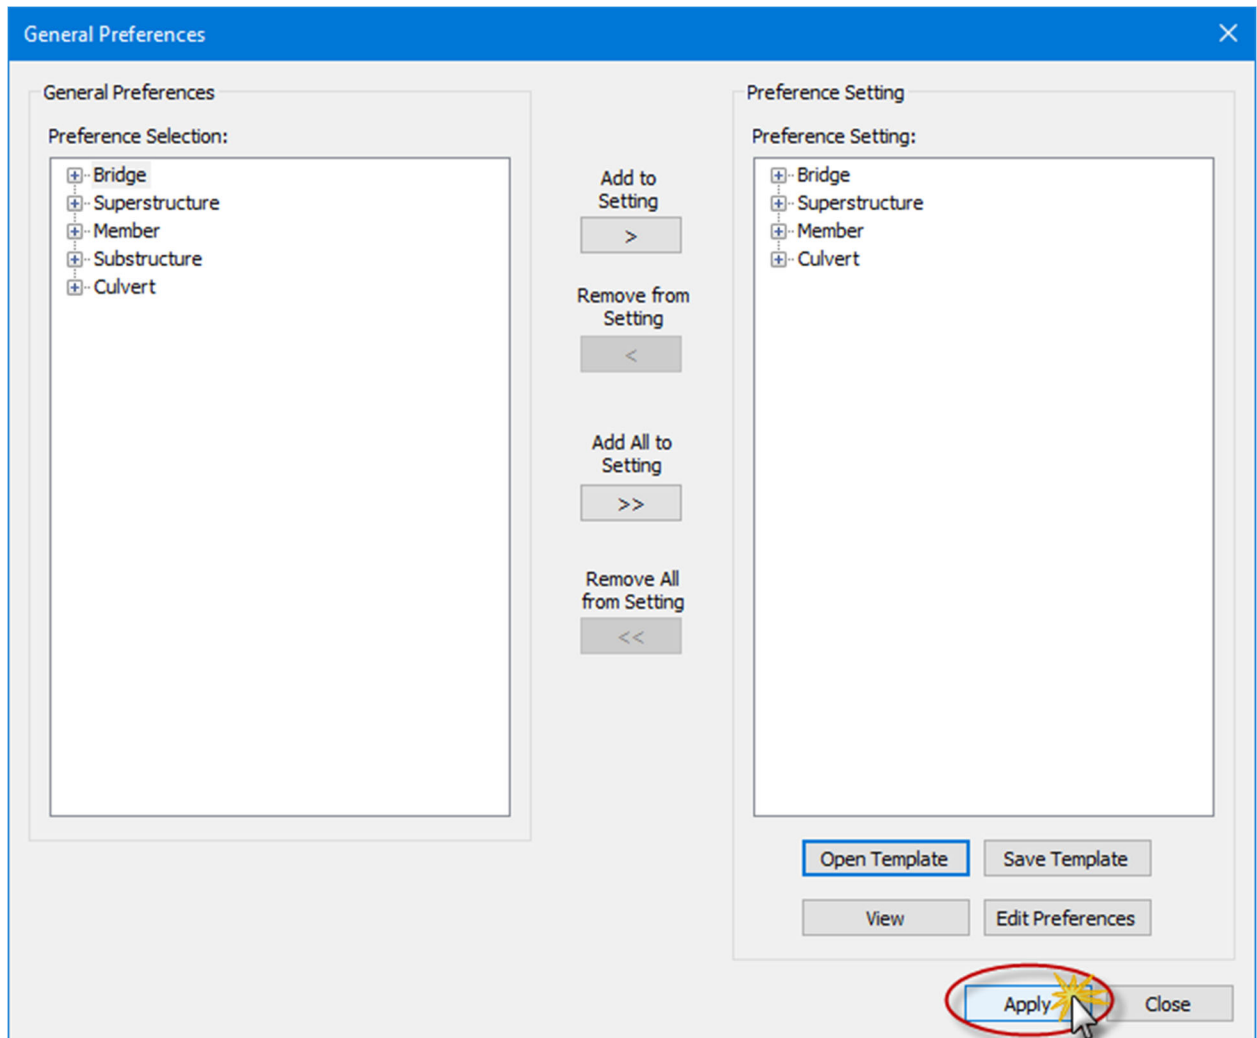 General Preferences
General Preferences
Preference Selection:
Bridge
Superstructure
Member
Substructure
Culvert
Add to
Setting
>
Remove from
Setting
<
Add All to
Setting
>>
Remove All
from Setting
<<
Preference Setting
Preference Setting:
Bridge
Superstructure
Member
Culvert
Open Template
Save Template
View
Edit Preferences
Apply
Close